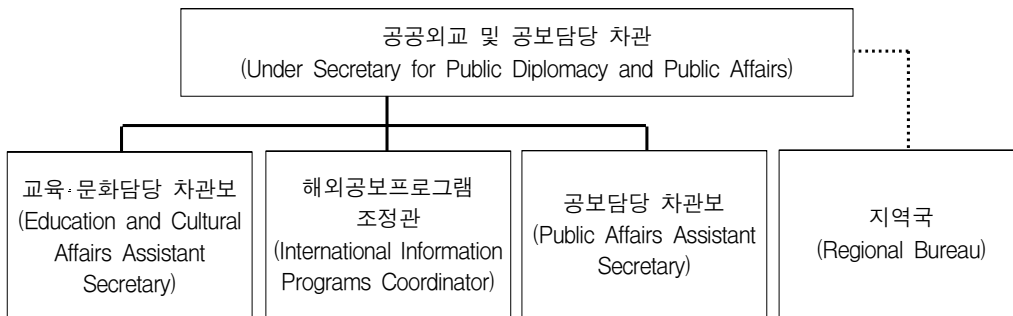 공공외교 및 공보담당 차관
(Under Secretary for Public Diplomacy and Public Affairs)
교육·문화담당 차관보
(Education and Cultural
Affairs Assistant
Secretary)
해외공보프로그램
조정관
(International Information
Programs Coordinator)
공보담당 차관보
(Public Affairs Assistant
Secretary)
지역국
(Regional Bureau)